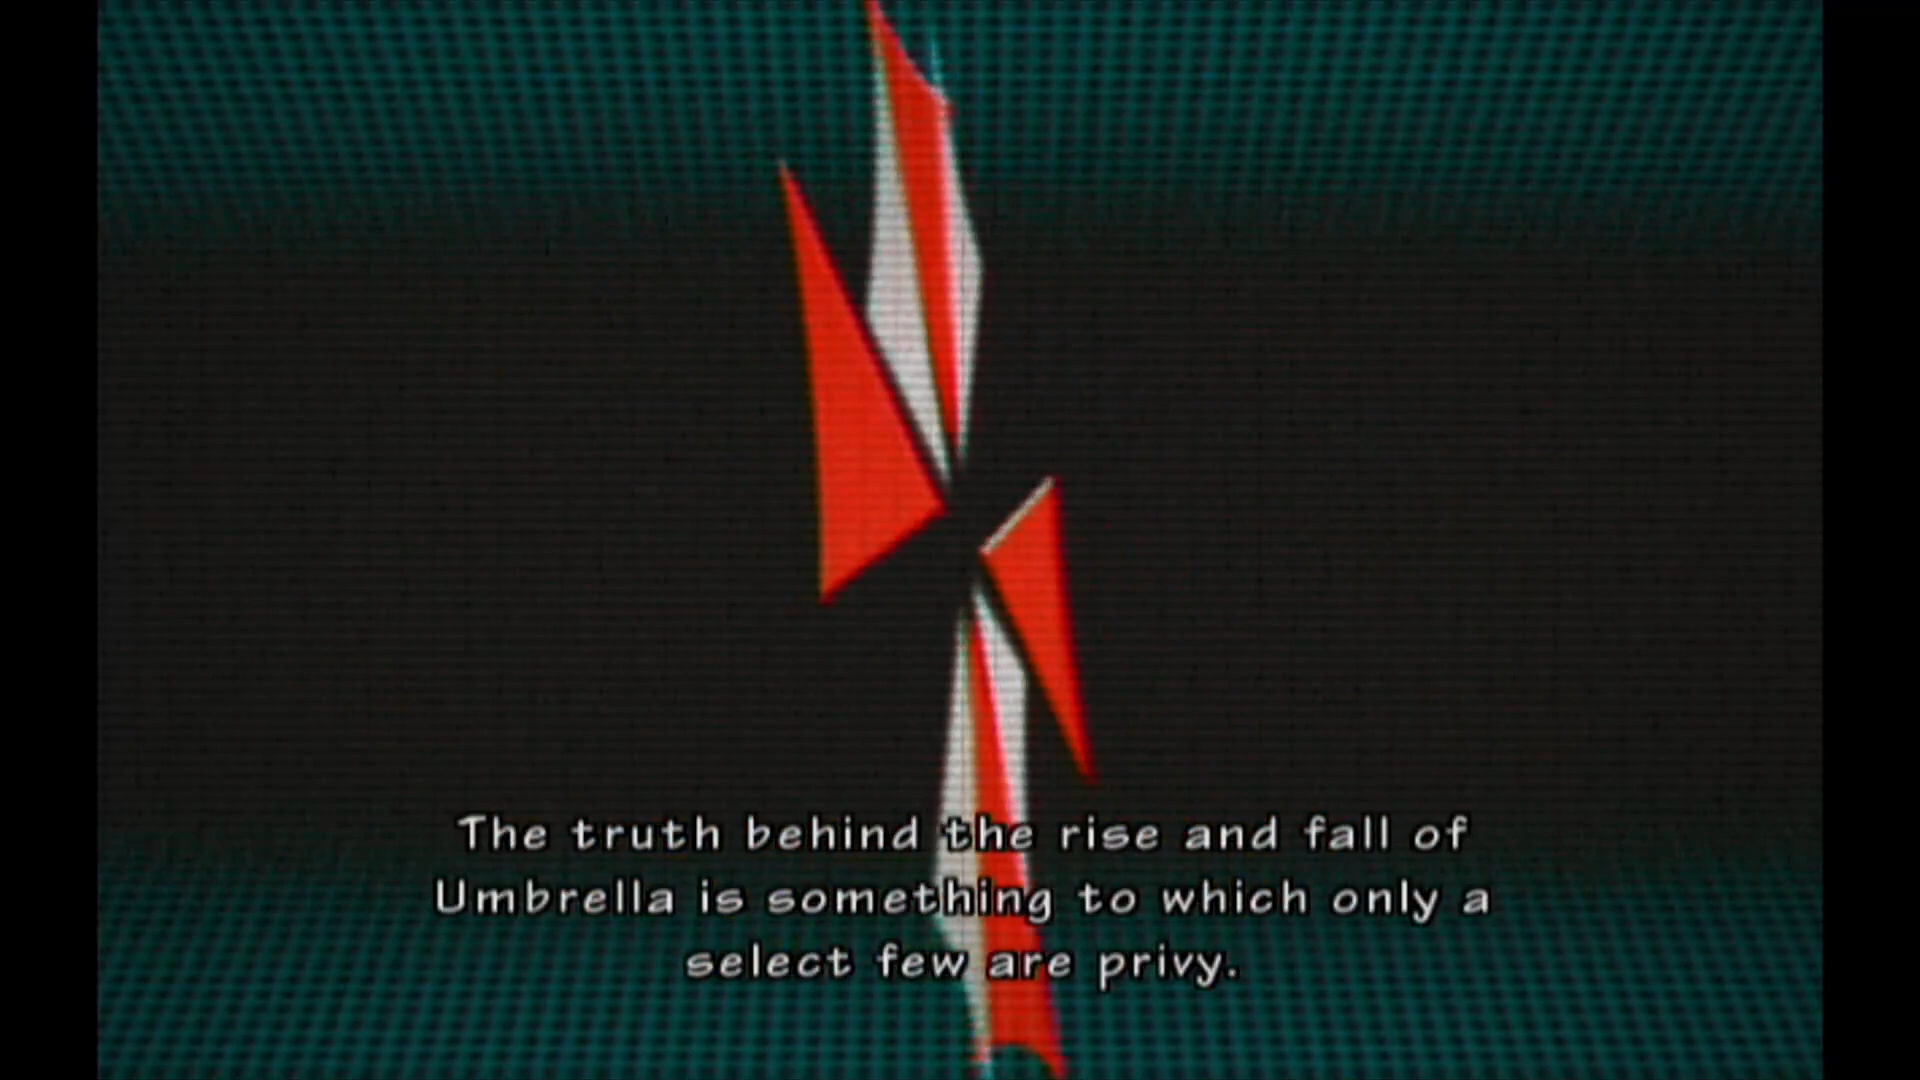 The truth behind the rise and fall of
Umbrella is something to which only a
select few are privy.